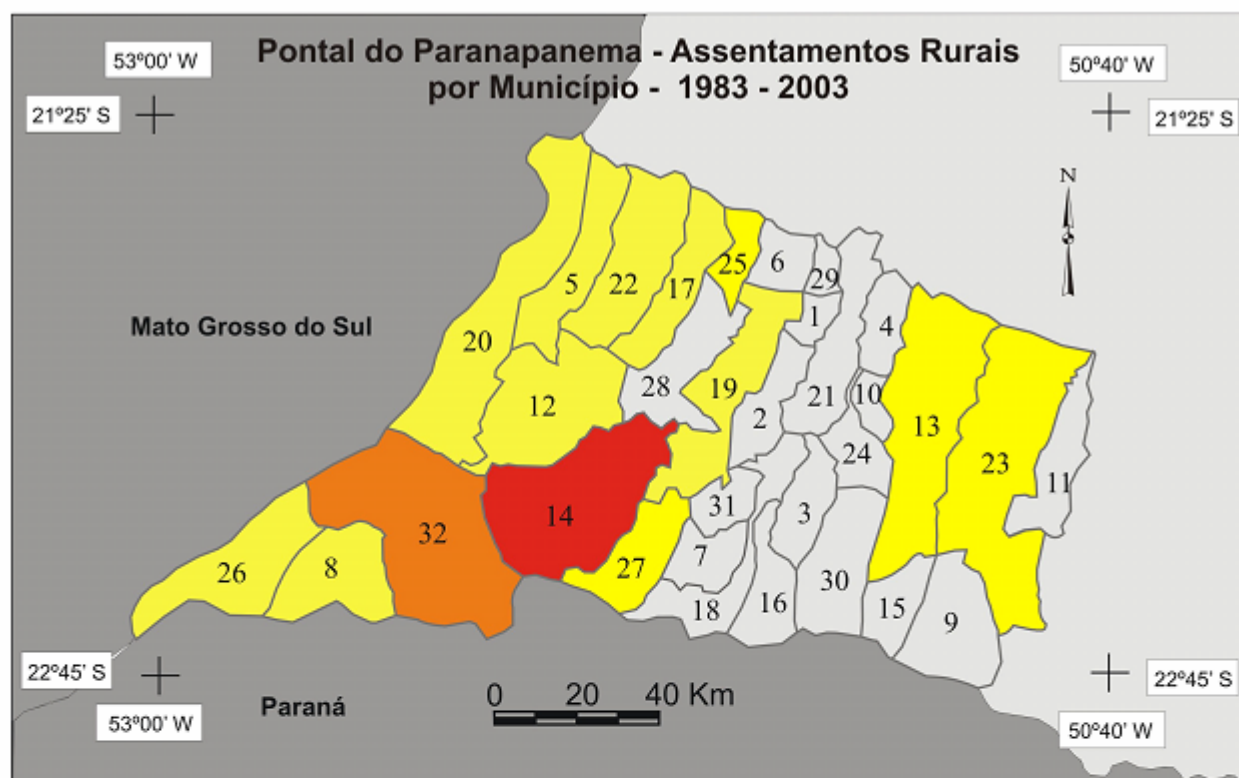 Pontal do Paranapanema - Assentamentos Rurais
por Município - 1983 - 2003
53º00' W
50º40' W
21º25' S
21º25' S
N
25
6
29
5
22
17
1
4
Mato Grosso do Sul
20
28
19
21
10
12
2
13
24
23
11
31
3
14
32
7
27
26
8
18
16
30
15
9
22º45' S
22º45' S
0 20 40 Km
53º00' W
Paraná
50º40' W